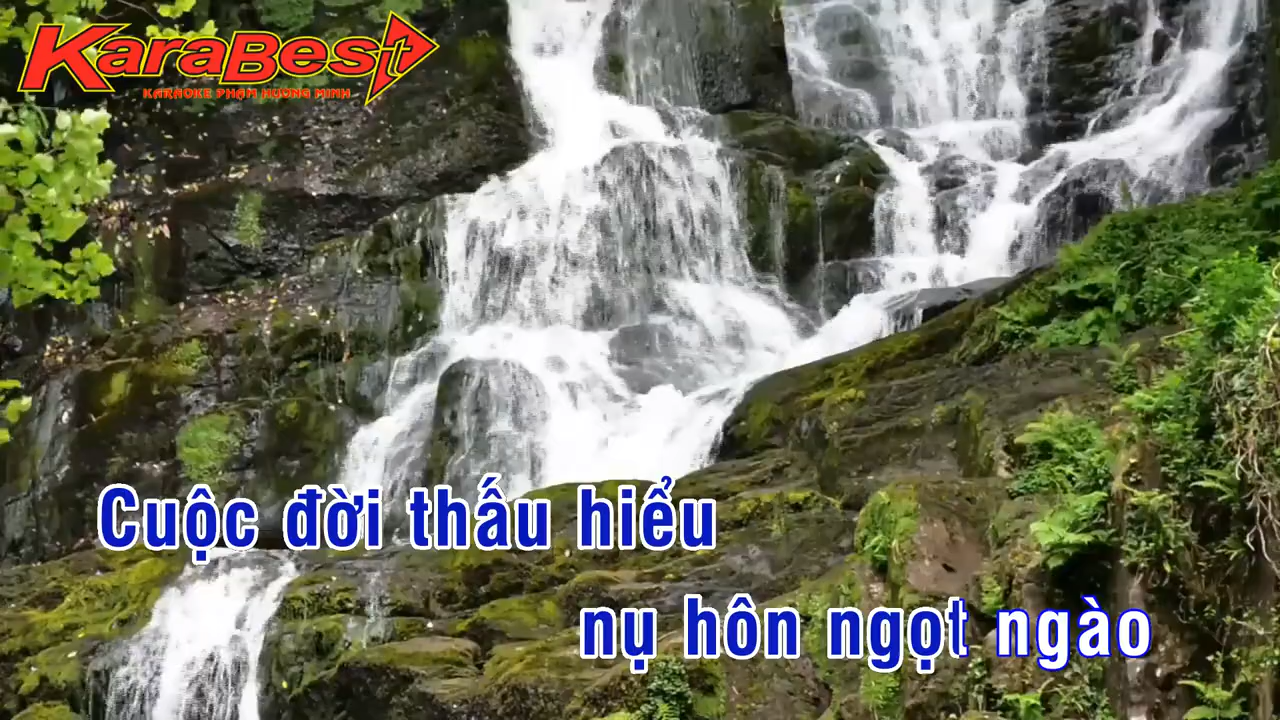 KaraBest
KARAOKE PHẠM HƯƠNG MINH
Cuộc đời thấu hiểu
nụ hôn ngọt ngào